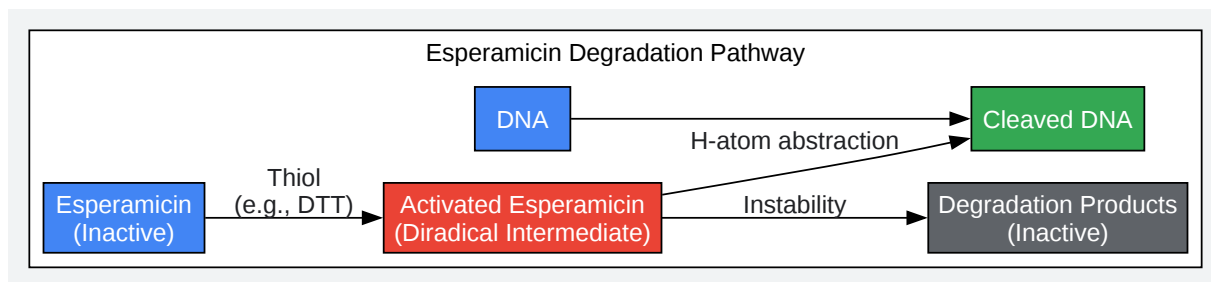 Esperamicin Degradation Pathway
DNA
Cleaved DNA
H-atom abstraction
Thiol
(e.g., DTT)
Esperamicin
(Inactive)
Activated Esperamicin
(Diradical Intermediate)
Instability
Degradation Products
(Inactive)